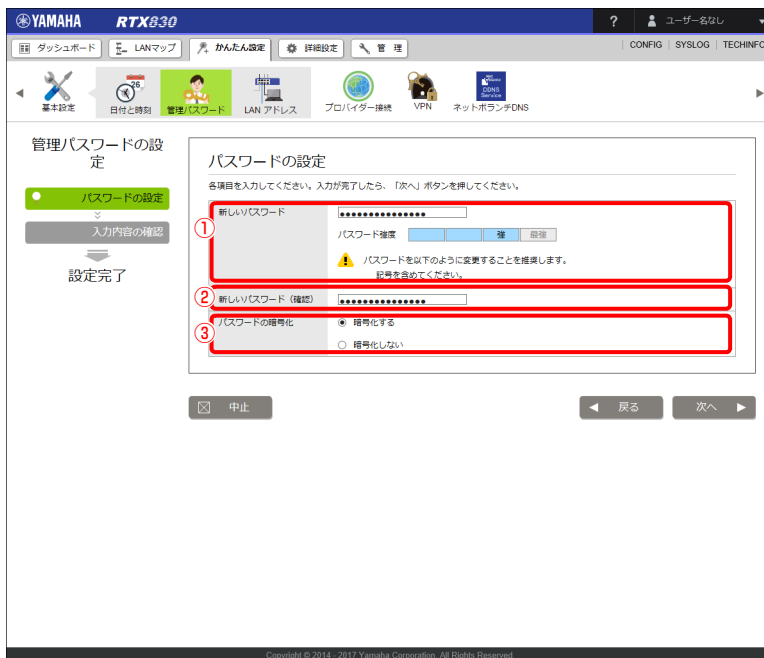 YAMAHA RTX830 ? ユーザー名なし
ダッシュボード LANマップ かんたん設定 詳細設定 管 理 CONFIG SYSLOG TECHINFO
26
DDNS
Service
基本設定 日付と時刻 管理パスワード LAN アドレス プロバイダー接続 VPN ネットボランチDNS
管理パスワードの設
定
パスワードの設定
入力内容の確認
設定完了
パスワードの設定
各項目を入力してください。入力が完了したら、「次へ」ボタンを押してください。
① 新しいパスワード •••••••••••••••
パスワード強度 強 最強
パスワードを以下のように変更することを推奨します。
記号を含めてください。
② 新しいパスワード（確認） •••••••••••••••
③ パスワードの暗号化 暗号化する
暗号化しない
中止 戻る 次へ
Copyright © 2014 - 2017 Yamaha Corporation. All Rights Reserved.